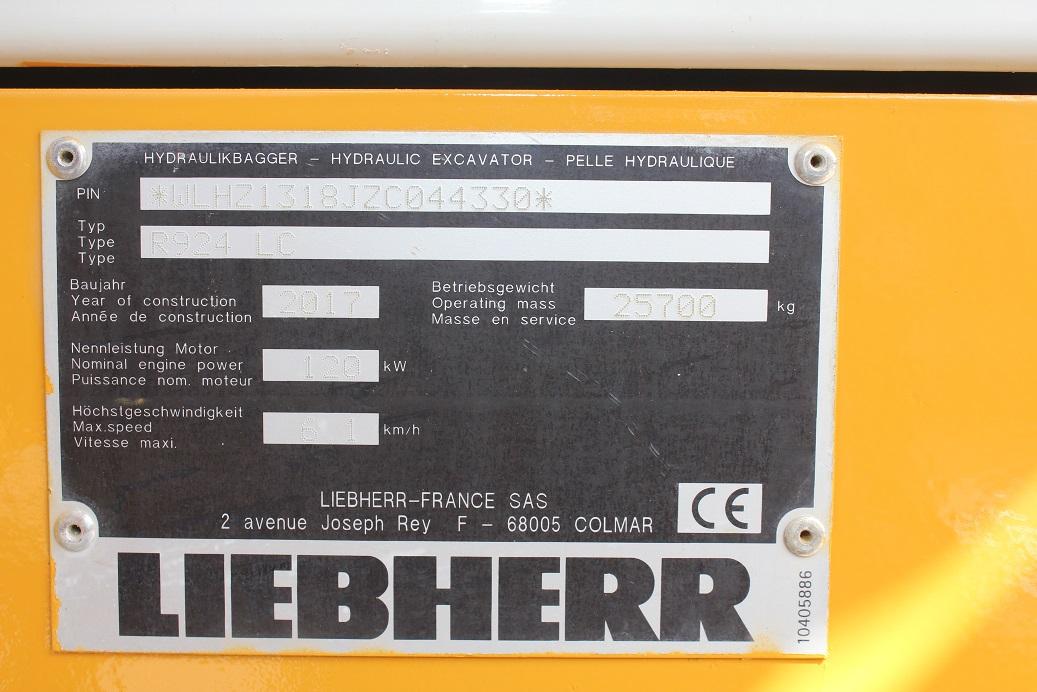 HYDRAULIKBAGGER – HYDRAULIC EXCAVATOR – PELLE HYDRAULIQUE
PIN *WLHZ1318JZC044330*
Typ
Type
Type
R924 LC
Baujahr
Year of construction
Année de construction
2017
Betriebsgewicht
Operating mass
Masse en service
25700 kg
Nennleistung Motor
Nominal engine power
Puissance nom. moteur
120 kW
Höchstgeschwindigkeit
Max.speed
Vitesse maxi.
6.1 km/h
LIEBHERR–FRANCE SAS
2 avenue Joseph Rey F – 68005 COLMAR
CE
LIEBHERR
10405886